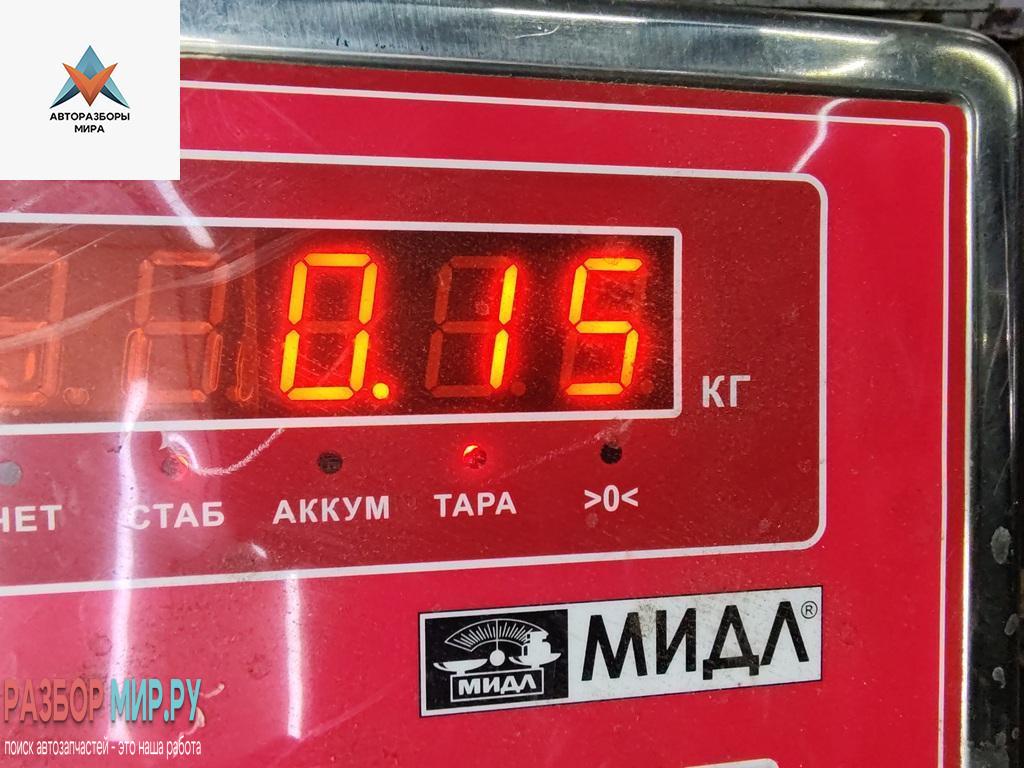 АВТОРАЗБОРЫ
МИРА
0.15
КГ
ЧЕТ СТАБ АККУМ ТАРА >0<
МИДЛ МИДЛ®
РАЗБОР МИР.РУ
поиск автозапчастей - это наша работа